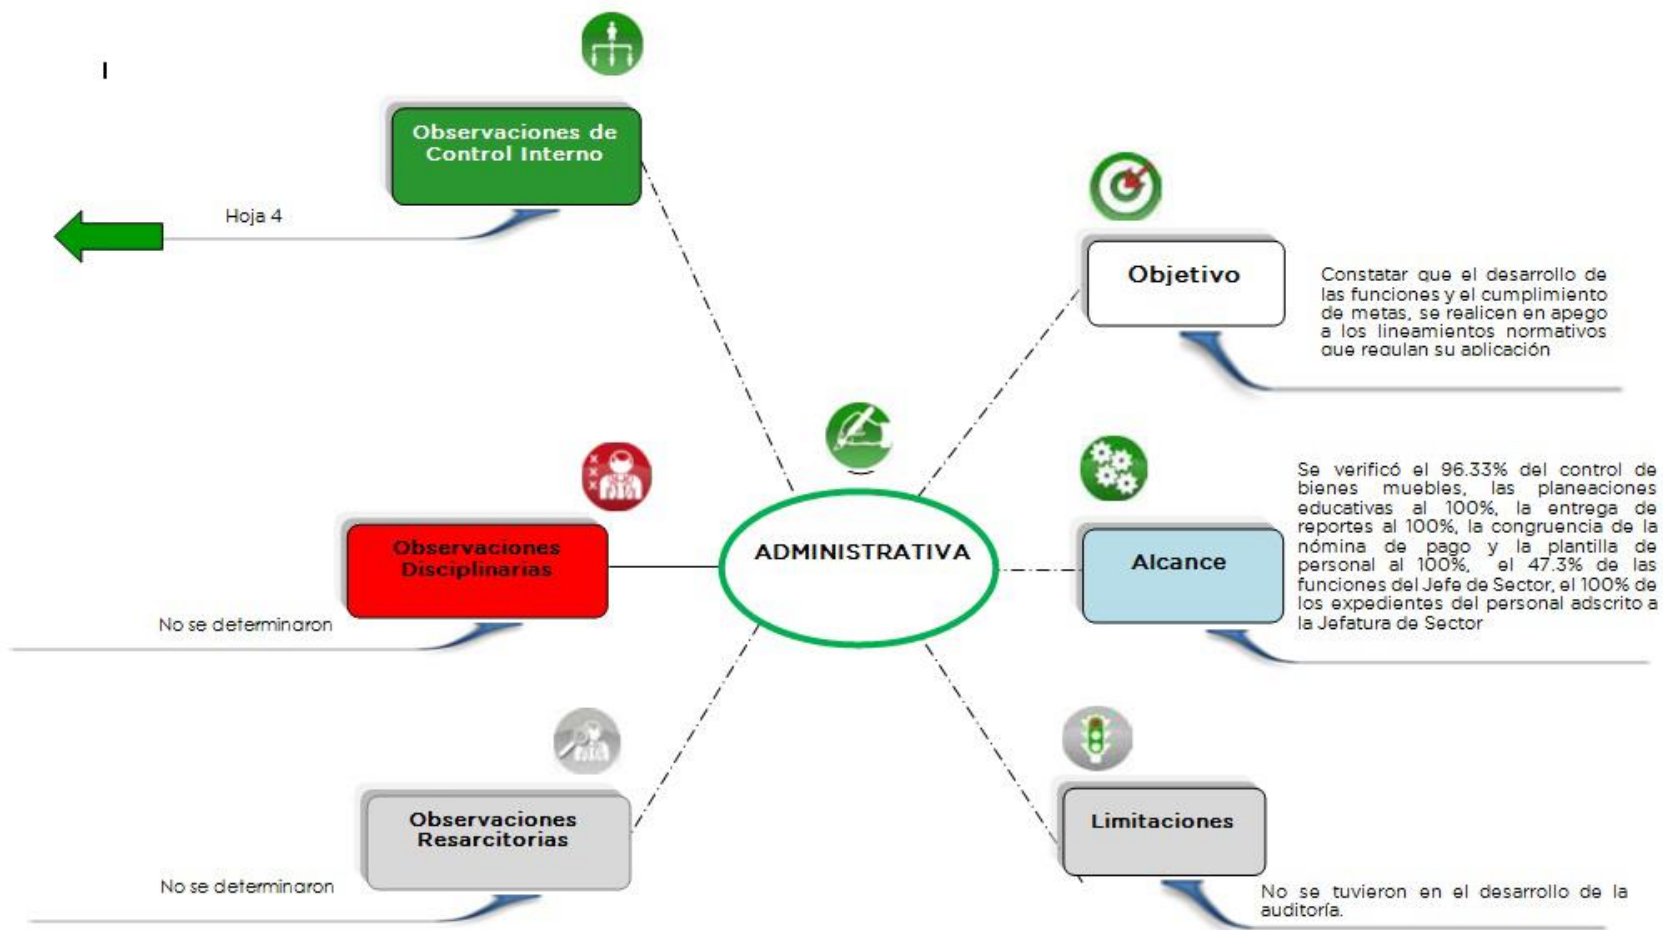 I
Observaciones de
Control Interno
Hoja 4
Objetivo
Constatar que el desarrollo de
las funciones y el cumplimiento
de metas, se realicen en apego
a los lineamientos normativos
que regulan su aplicación
ADMINISTRATIVA
Observaciones
Disciplinarias
No se determinaron
Alcance
Se verificó el 96.33% del control de
bienes muebles, las planeaciones
educativas al 100%, la entrega de
reportes al 100%, la congruencia de la
nómina de pago y la plantilla de
personal al 100%, el 47.3% de las
funciones del Jefe de Sector, el 100% de
los expedientes del personal adscrito a
la Jefatura de Sector
Observaciones
Resarcitorias
No se determinaron
Limitaciones
No se tuvieron en el desarrollo de la
auditoría.